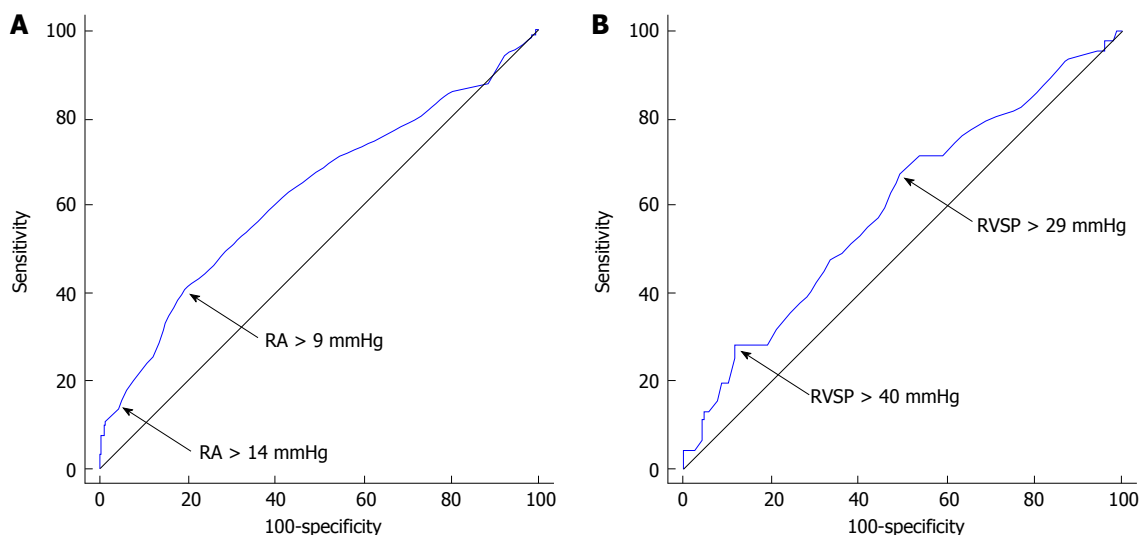 A
100
80
60
40
20
0
Sensitivity
RA > 9 mmHg
RA > 14 mmHg
0 20 40 60 80 100
100-specificity
B
100
80
60
40
20
0
Sensitivity
RVSP > 29 mmHg
RVSP > 40 mmHg
0 20 40 60 80 100
100-specificity